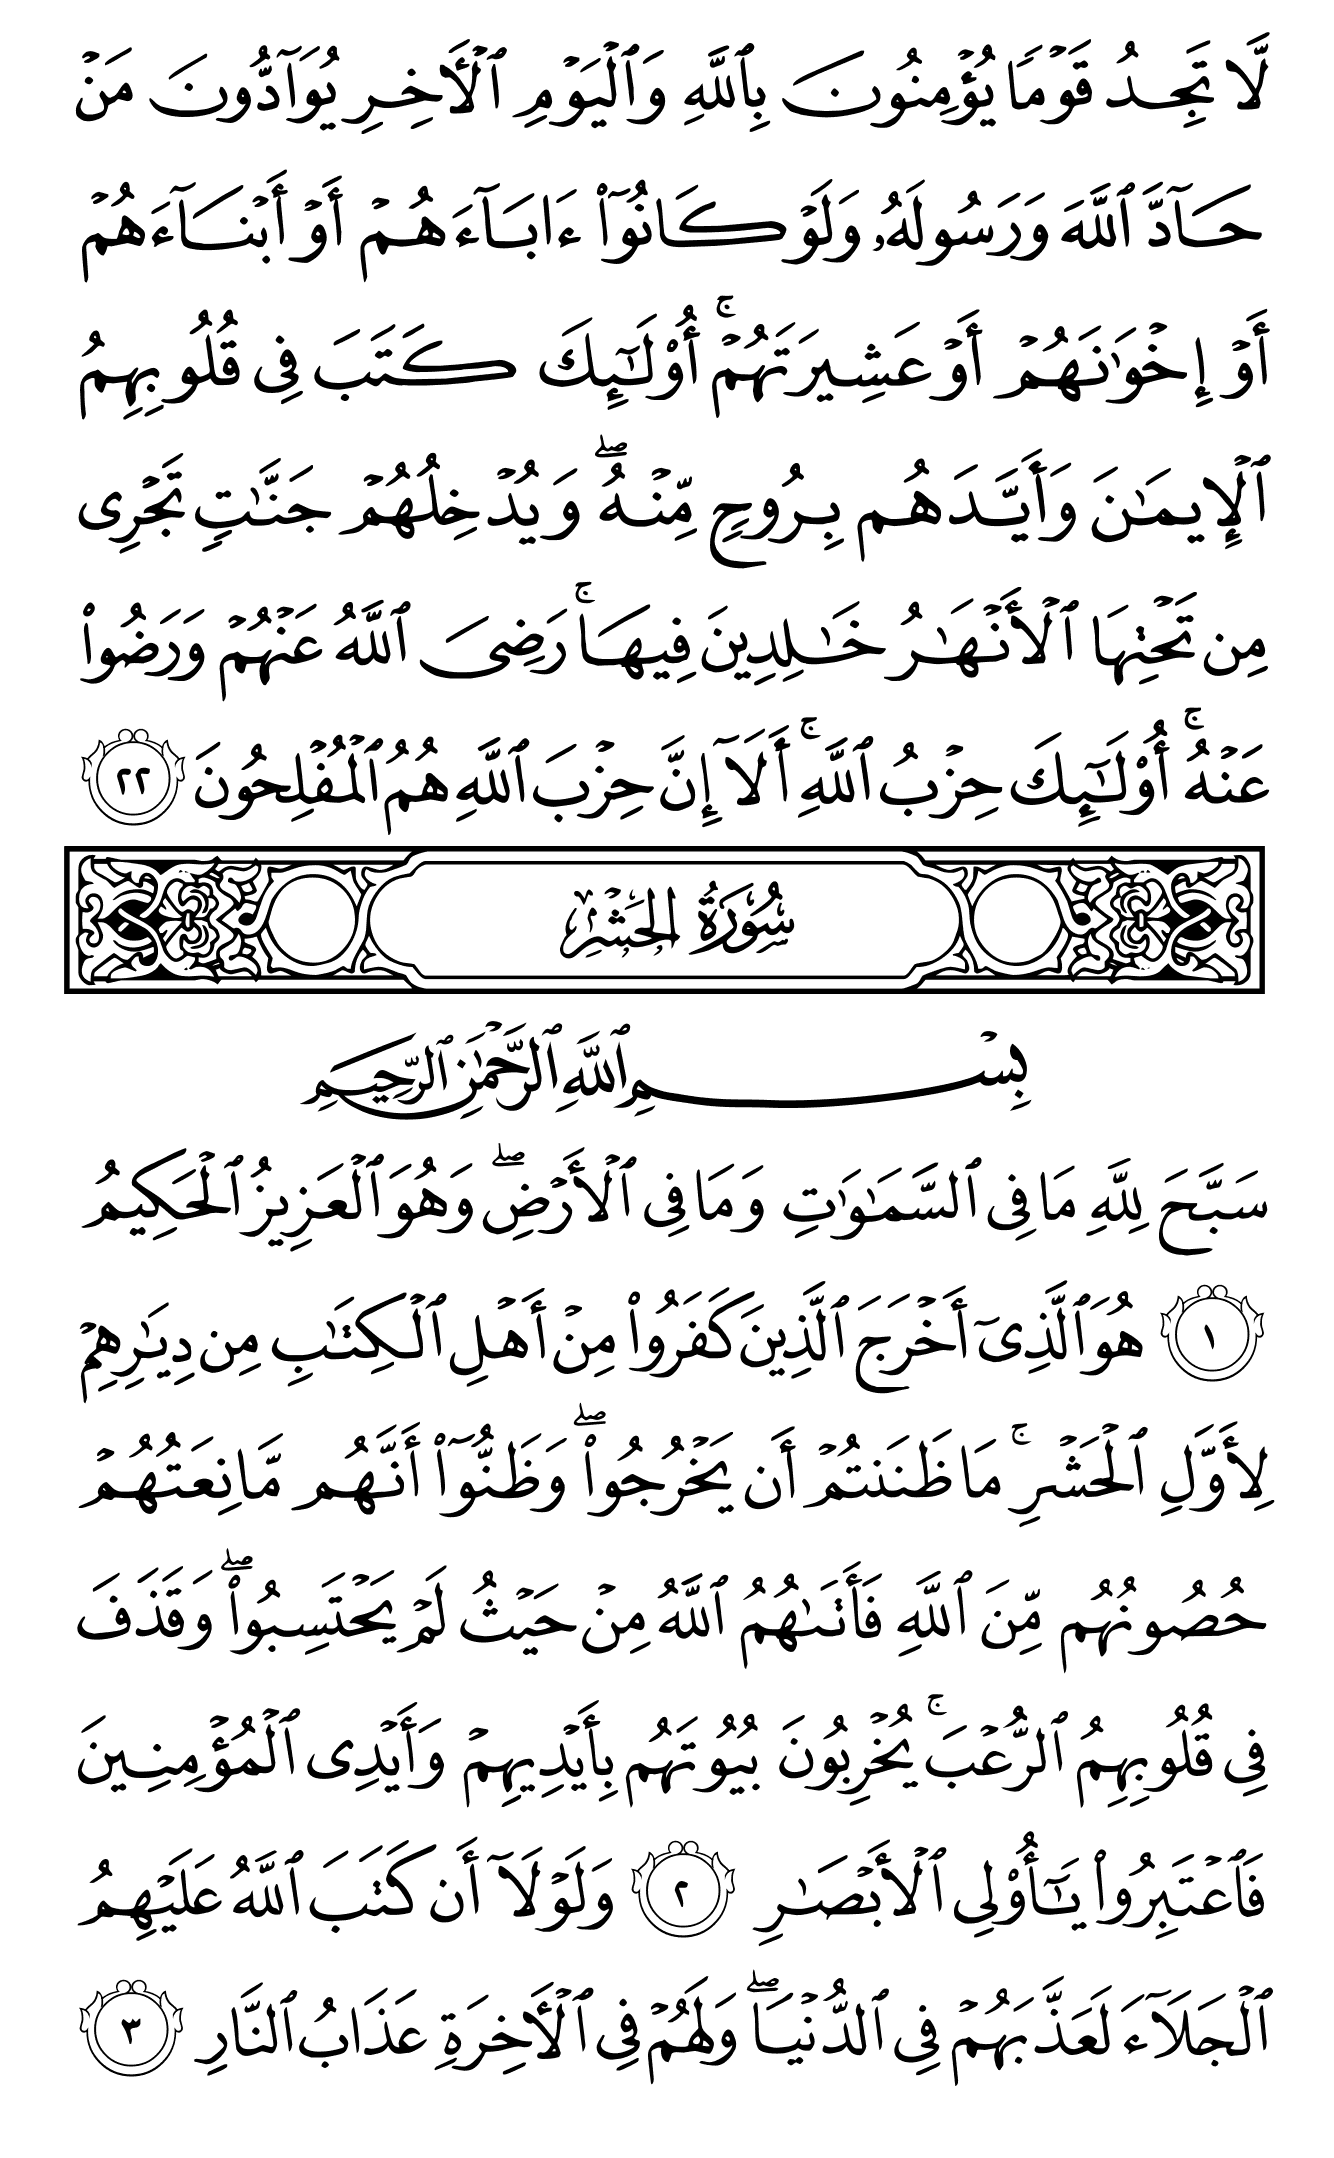 لَّا تَجِدُ قَوْمًا يُؤْمِنُونَ بِٱللَّهِ وَٱلْيَوْمِ ٱلْـَٔاخِرِ يُوَآدُّونَ مَنْ
حَآدَّ ٱللَّهَ وَرَسُولَهُۥ وَلَوْ كَانُوٓا۟ ءَابَآءَهُمْ أَوْ أَبْنَآءَهُمْ
أَوْ إِخْوَٰنَهُمْ أَوْ عَشِيرَتَهُمْ ۚ أُو۟لَـٰٓئِكَ كَتَبَ فِى قُلُوبِهِمُ
ٱلْإِيمَـٰنَ وَأَيَّدَهُم بِرُوحٍ مِّنْهُ ۖ وَيُدْخِلُهُمْ جَنَّـٰتٍ تَجْرِى
مِن تَحْتِهَا ٱلْأَنْهَـٰرُ خَـٰلِدِينَ فِيهَا ۚ رَضِىَ ٱللَّهُ عَنْهُمْ وَرَضُوا۟
عَنْهُ ۚ أُو۟لَـٰٓئِكَ حِزْبُ ٱللَّهِ ۚ أَلَآ إِنَّ حِزْبَ ٱللَّهِ هُمُ ٱلْمُفْلِحُونَ ٢٢
سُورَةُ الحَشْرِ
بِسْمِ ٱللَّهِ ٱلرَّحْمَـٰنِ ٱلرَّحِيمِ
سَبَّحَ لِلَّهِ مَا فِى ٱلسَّمَـٰوَٰتِ وَمَا فِى ٱلْأَرْضِ ۖ وَهُوَ ٱلْعَزِيزُ ٱلْحَكِيمُ
١ هُوَ ٱلَّذِىٓ أَخْرَجَ ٱلَّذِينَ كَفَرُوا۟ مِنْ أَهْلِ ٱلْكِتَـٰبِ مِن دِيَـٰرِهِمْ
لِأَوَّلِ ٱلْحَشْرِ ۚ مَا ظَنَنتُمْ أَن يَخْرُجُوا۟ ۖ وَظَنُّوٓا۟ أَنَّهُم مَّانِعَتُهُمْ
حُصُونُهُم مِّنَ ٱللَّهِ فَأَتَىٰهُمُ ٱللَّهُ مِنْ حَيْثُ لَمْ يَحْتَسِبُوا۟ ۖ وَقَذَفَ
فِى قُلُوبِهِمُ ٱلرُّعْبَ ۚ يُخْرِبُونَ بُيُوتَهُم بِأَيْدِيهِمْ وَأَيْدِى ٱلْمُؤْمِنِينَ
فَٱعْتَبِرُوا۟ يَـٰٓأُو۟لِى ٱلْأَبْصَـٰرِ ٢ وَلَوْلَآ أَن كَتَبَ ٱللَّهُ عَلَيْهِمُ
ٱلْجَلَآءَ لَعَذَّبَهُمْ فِى ٱلدُّنْيَا ۖ وَلَهُمْ فِى ٱلْـَٔاخِرَةِ عَذَابُ ٱلنَّارِ ٣